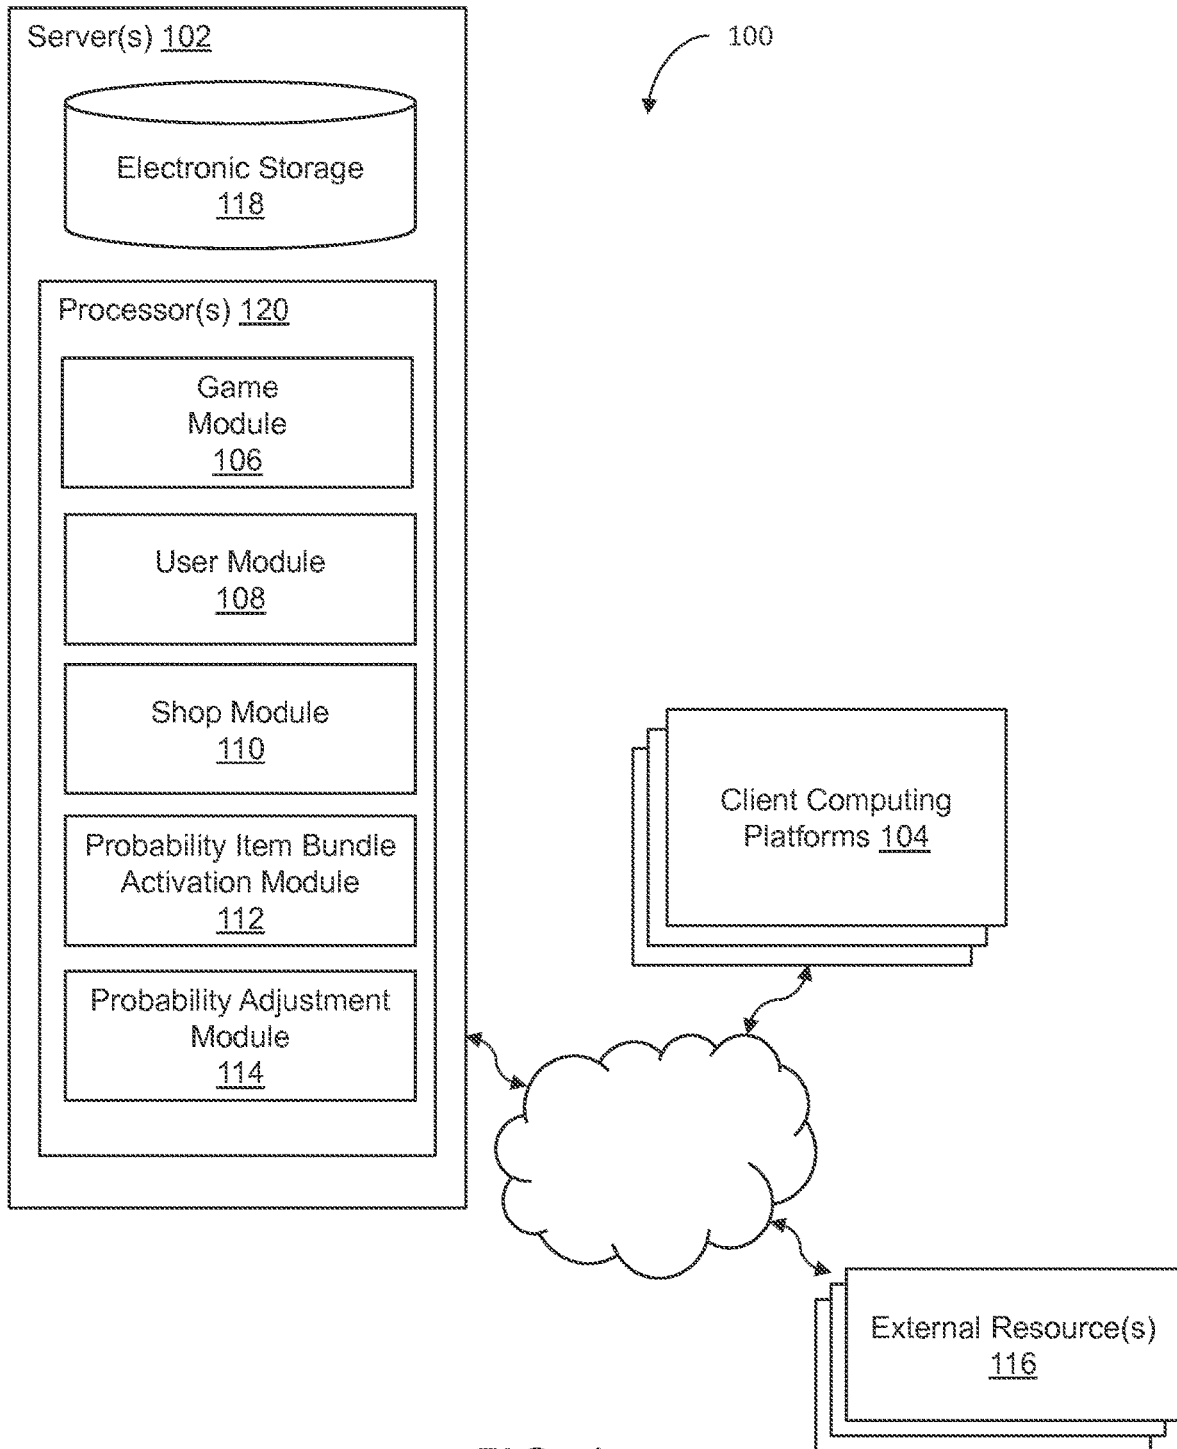 Server(s) 102
100
Electronic Storage
118
Processor(s) 120
Game
Module
106
User Module
108
Shop Module
110
Probability Item Bundle
Activation Module
112
Probability Adjustment
Module
114
Client Computing
Platforms 104
External Resource(s)
116